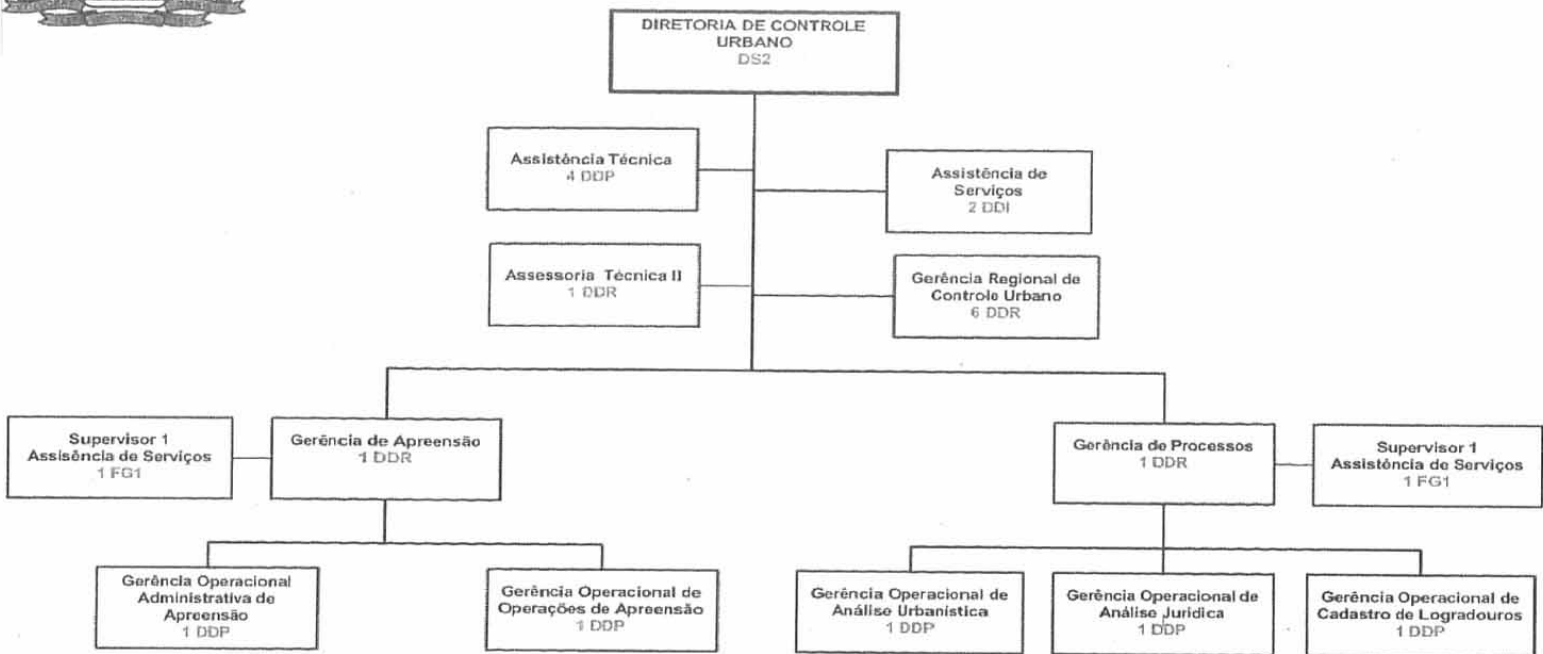 DIRETORIA DE CONTROLE
URBANO
DS2
Assistência Técnica
4 DDP
Assistência de
Serviços
2 DDI
Assessoria Técnica II
1 DDR
Gerência Regional de
Controle Urbano
6 DDR
Supervisor 1
Assisência de Serviços
1 FG1
Gerência de Apreensão
1 DDR
Gerência de Processos
1 DDR
Supervisor 1
Assistência de Serviços
1 FG1
Gerência Operacional
Administrativa de
Apreensão
1 DDP
Gerência Operacional de
Operações de Apreensão
1 DDP
Gerência Operacional de
Análise Urbanística
1 DDP
Gerência Operacional de
Análise Juridica
1 DDP
Gerência Operacional de
Cadastro de Logradouros
1 DDP